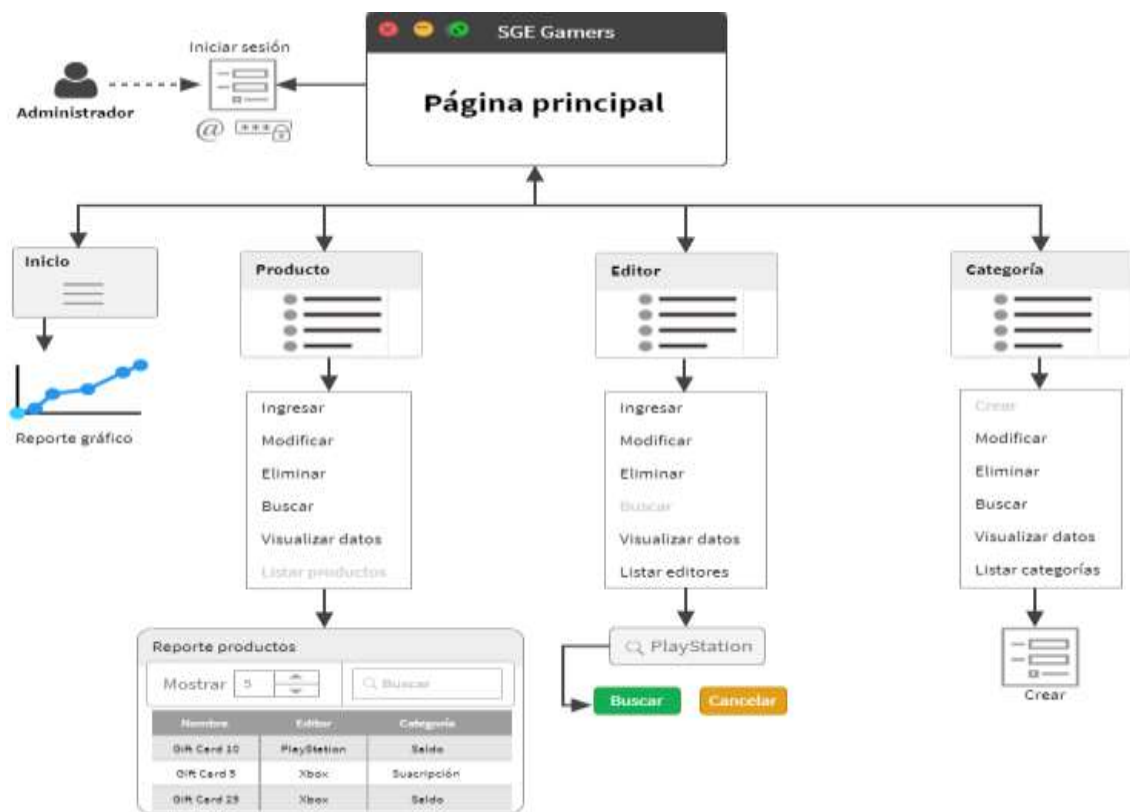 SGE Gamers
Página principal
Iniciar sesión
Administrador
@ ***
Inicio
Reporte gráfico
Producto
Ingresar
Modificar
Eliminar
Buscar
Visualizar datos
Listar productos
Reporte productos
Mostrar 5
Buscar
Nombre Editor Categoría
Gift Card 10 PlayStation Saldo
Gift Card 5 Xbox Suscripción
Gift Card 25 Xbox Saldo
Editor
Ingresar
Modificar
Eliminar
Buscar
Visualizar datos
Listar editores
PlayStation
Buscar Cancelar
Categoría
Crear
Modificar
Eliminar
Buscar
Visualizar datos
Listar categorías
Crear